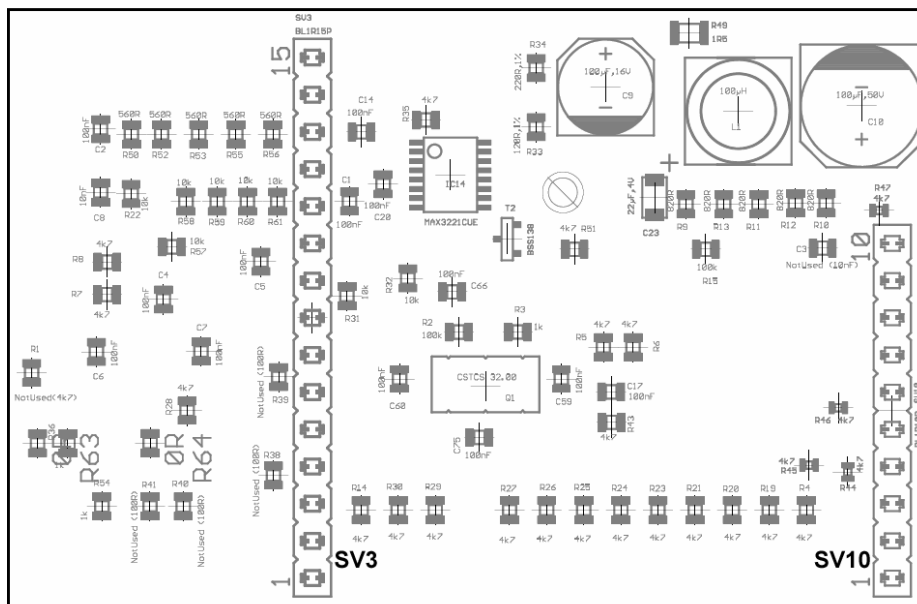 SV3
BL1R15P
15
C14
100nF
R35
4k7
R34
220R,1%
120R,1%
R33
100µF,16V
C9
R49
1R5
100µH
L1
100µF,50V
C10
100nF
C2
560R
R50
560R
R52
560R
R53
560R
R55
560R
R56
IC14
MAX3221CUE
10nF
C8
R22
10k
10k
R58
10k
R59
10k
R60
10k
R61
C1
100nF
100nF
C20
T2
BSS138
4k7
R51
22µF,4V
C23
820R
R9
820R
R13
820R
R11
820R
R12
820R
R10
R47
4k7
10
C3
NotUsed (10nF)
100k
R15
R8
4k7
R7
4k7
10k
R57
C4
100nF
100nF
C5
R32
10k
100nF
C66
10k
R31
R2
100k
R3
1k
4k7
R5
4k7
R6
R1
NotUsed(4k7)
C6
100nF
C7
100nF
NotUsed (100R)
R39
100nF
C60
CSTCS 32.00
Q1
100nF
C59
C17
100nF
R43
4k7
4k7
R28
R36
1k
0R
R63
0R
R64
C75
100nF
R46
4k7
4k7
R45
4k7
R44
NotUsed (100R)
R38
R54
1k
R41
NotUsed (100R)
R40
NotUsed (100R)
R14
4k7
R30
4k7
R29
4k7
R27
4k7
R26
4k7
R25
4k7
R24
4k7
R23
4k7
R21
4k7
R20
4k7
R19
4k7
R4
4k7
1
SV3
SV10
1